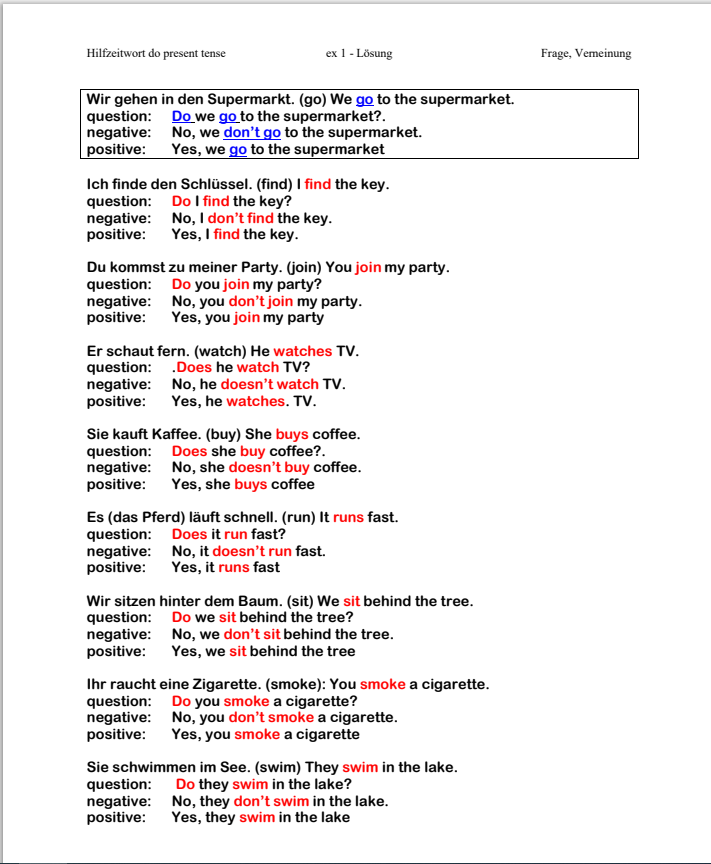 Hilfzeitwort do present tense ex 1 - Lösung Frage, Verneinung
Wir gehen in den Supermarkt. (go) We go to the supermarket.
question: Do we go to the supermarket?.
negative: No, we don't go to the supermarket.
positive: Yes, we go to the supermarket
Ich finde den Schlüssel. (find) I find the key.
question: Do I find the key?
negative: No, I don't find the key.
positive: Yes, I find the key.
Du kommst zu meiner Party. (join) You join my party.
question: Do you join my party?
negative: No, you don't join my party.
positive: Yes, you join my party
Er schaut fern. (watch) He watches TV.
question: .Does he watch TV?
negative: No, he doesn't watch TV.
positive: Yes, he watches. TV.
Sie kauft Kaffee. (buy) She buys coffee.
question: Does she buy coffee?.
negative: No, she doesn't buy coffee.
positive: Yes, she buys coffee
Es (das Pferd) läuft schnell. (run) It runs fast.
question: Does it run fast?
negative: No, it doesn't run fast.
positive: Yes, it runs fast
Wir sitzen hinter dem Baum. (sit) We sit behind the tree.
question: Do we sit behind the tree?
negative: No, we don't sit behind the tree.
positive: Yes, we sit behind the tree
Ihr raucht eine Zigarette. (smoke): You smoke a cigarette.
question: Do you smoke a cigarette?
negative: No, you don't smoke a cigarette.
positive: Yes, you smoke a cigarette
Sie schwimmen im See. (swim) They swim in the lake.
question: Do they swim in the lake?
negative: No, they don't swim in the lake.
positive: Yes, they swim in the lake